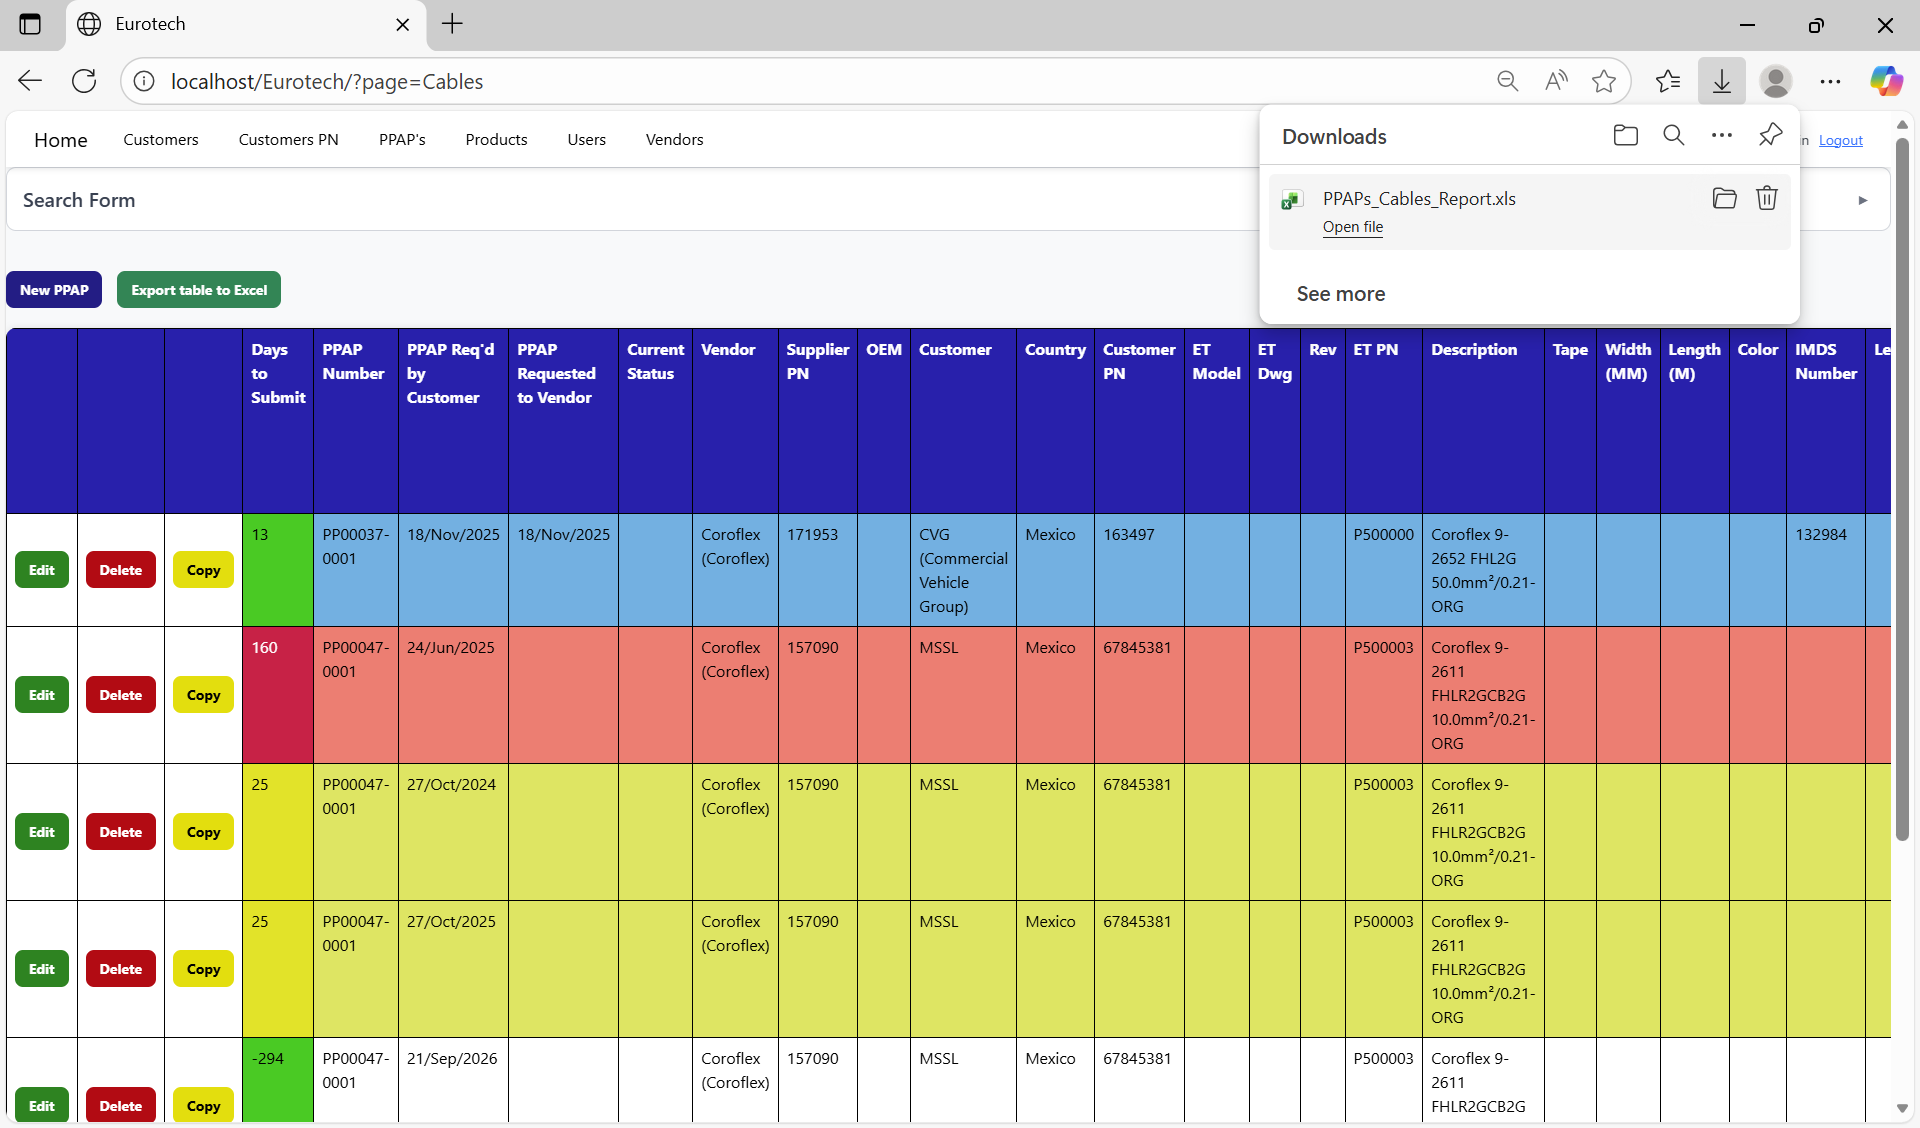 Eurotech
localhost/Eurotech/?page=Cables
Home Customers Customers PN PPAP's Products Users Vendors
Logout
Downloads
PPAPs_Cables_Report.xls
Open file
See more
Search Form
New PPAP Export table to Excel
Days to Submit PPAP Number PPAP Req'd by Customer PPAP Requested to Vendor Current Status Vendor Supplier PN OEM Customer Country Customer PN ET Model ET Dwg Rev ET PN Description Tape Width (MM) Length (M) Color IMDS Number Le
Edit Delete Copy 13 PP00037-0001 18/Nov/2025 18/Nov/2025 Coroflex (Coroflex) 171953 CVG (Commercial Vehicle Group) Mexico 163497 P500000 Coroflex 9-2652 FHL2G 50.0mm²/0.21-ORG 132984
Edit Delete Copy 160 PP00047-0001 24/Jun/2025 Coroflex (Coroflex) 157090 MSSL Mexico 67845381 P500003 Coroflex 9-2611 FHLR2GCB2G 10.0mm²/0.21-ORG
Edit Delete Copy 25 PP00047-0001 27/Oct/2024 Coroflex (Coroflex) 157090 MSSL Mexico 67845381 P500003 Coroflex 9-2611 FHLR2GCB2G 10.0mm²/0.21-ORG
Edit Delete Copy 25 PP00047-0001 27/Oct/2025 Coroflex (Coroflex) 157090 MSSL Mexico 67845381 P500003 Coroflex 9-2611 FHLR2GCB2G 10.0mm²/0.21-ORG
Edit Delete Copy -294 PP00047-0001 21/Sep/2026 Coroflex (Coroflex) 157090 MSSL Mexico 67845381 P500003 Coroflex 9-2611 FHLR2GCB2G